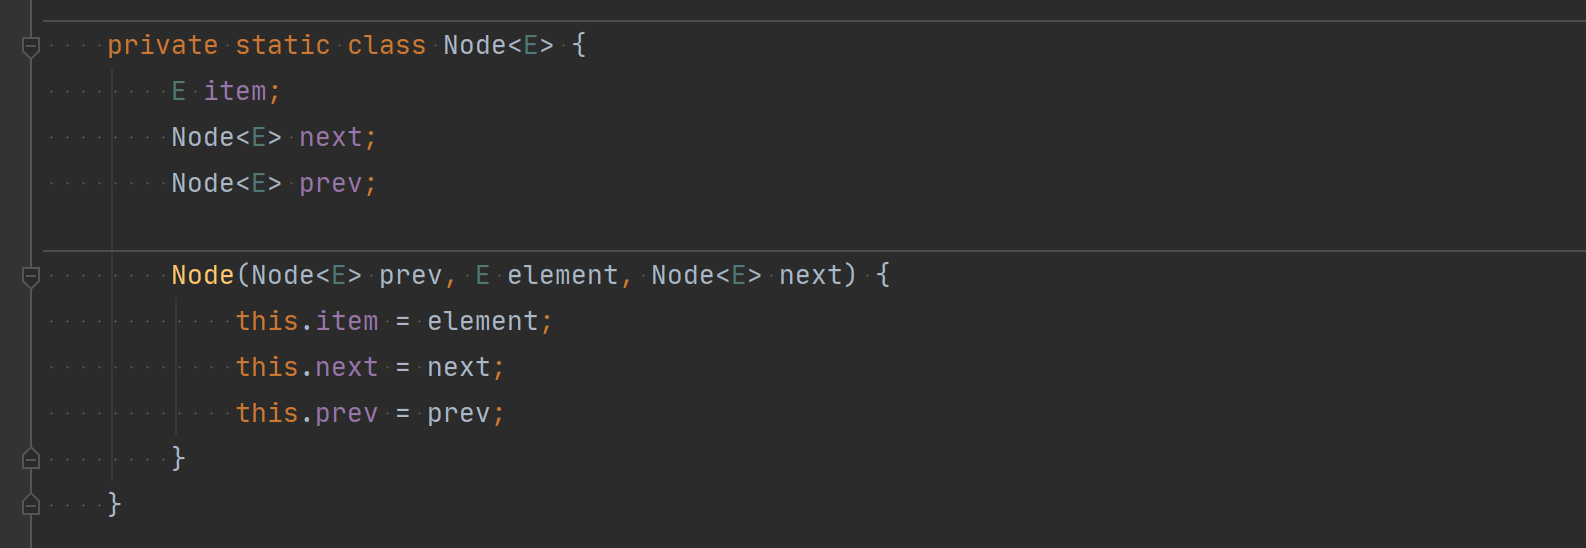 private static class Node<E> {
E item;
Node<E> next;
Node<E> prev;
Node(Node<E> prev, E element, Node<E> next) {
this.item = element;
this.next = next;
this.prev = prev;
}
}